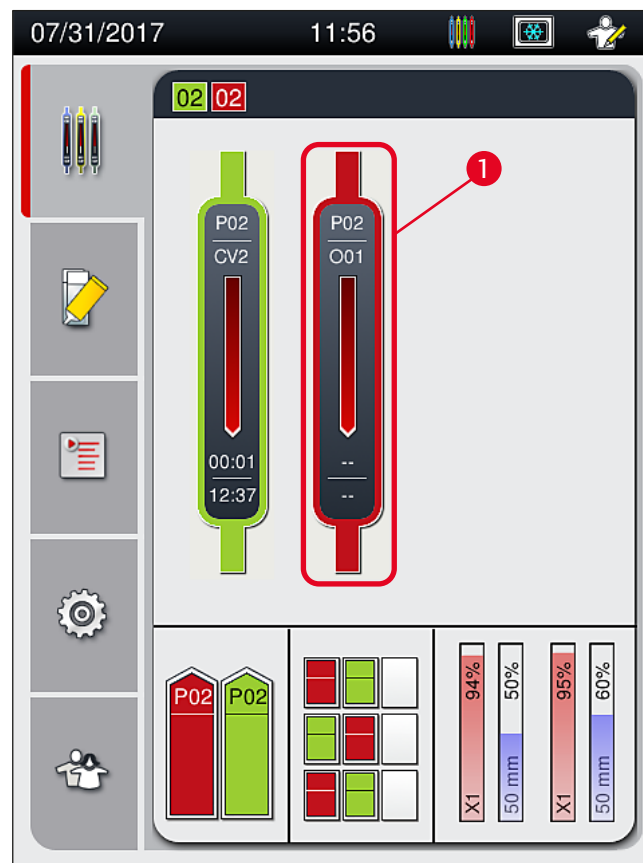 07/31/2017 11:56
02 02
1
P02
CV2
00:01
12:37
P02
O01
--
--
P02 P02
X1 94%
50 mm 50%
X1 95%
50 mm 60%